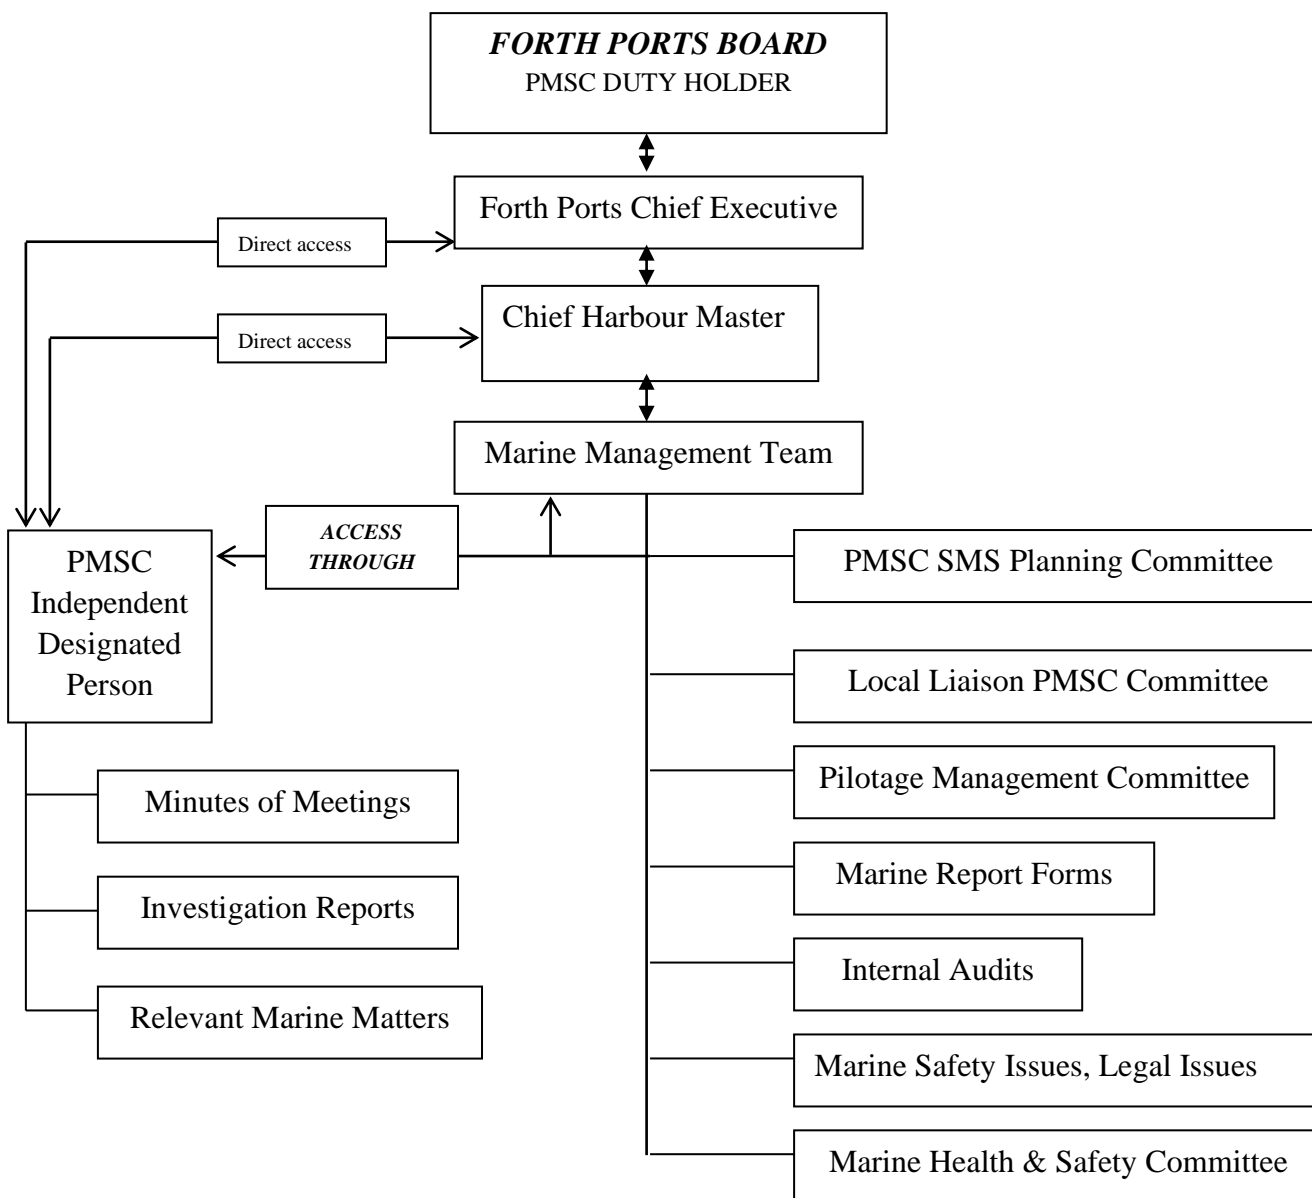 FORTH PORTS BOARD
PMSC DUTY HOLDER
Forth Ports Chief Executive
Direct access
Chief Harbour Master
Direct access
Marine Management Team
ACCESS
THROUGH
PMSC
Independent
Designated
Person
PMSC SMS Planning Committee
Local Liaison PMSC Committee
Pilotage Management Committee
Minutes of Meetings
Marine Report Forms
Investigation Reports
Internal Audits
Relevant Marine Matters
Marine Safety Issues, Legal Issues
Marine Health & Safety Committee